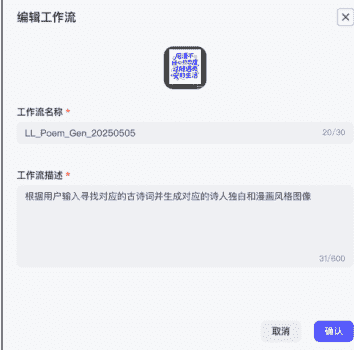 编辑工作流
工作流名称 *
LL_Poem_Gen_20250505
20/30
工作流描述 *
根据用户输入寻找对应的古诗词并生成对应的诗人独白和漫画风格图像
31/600
取消
确认